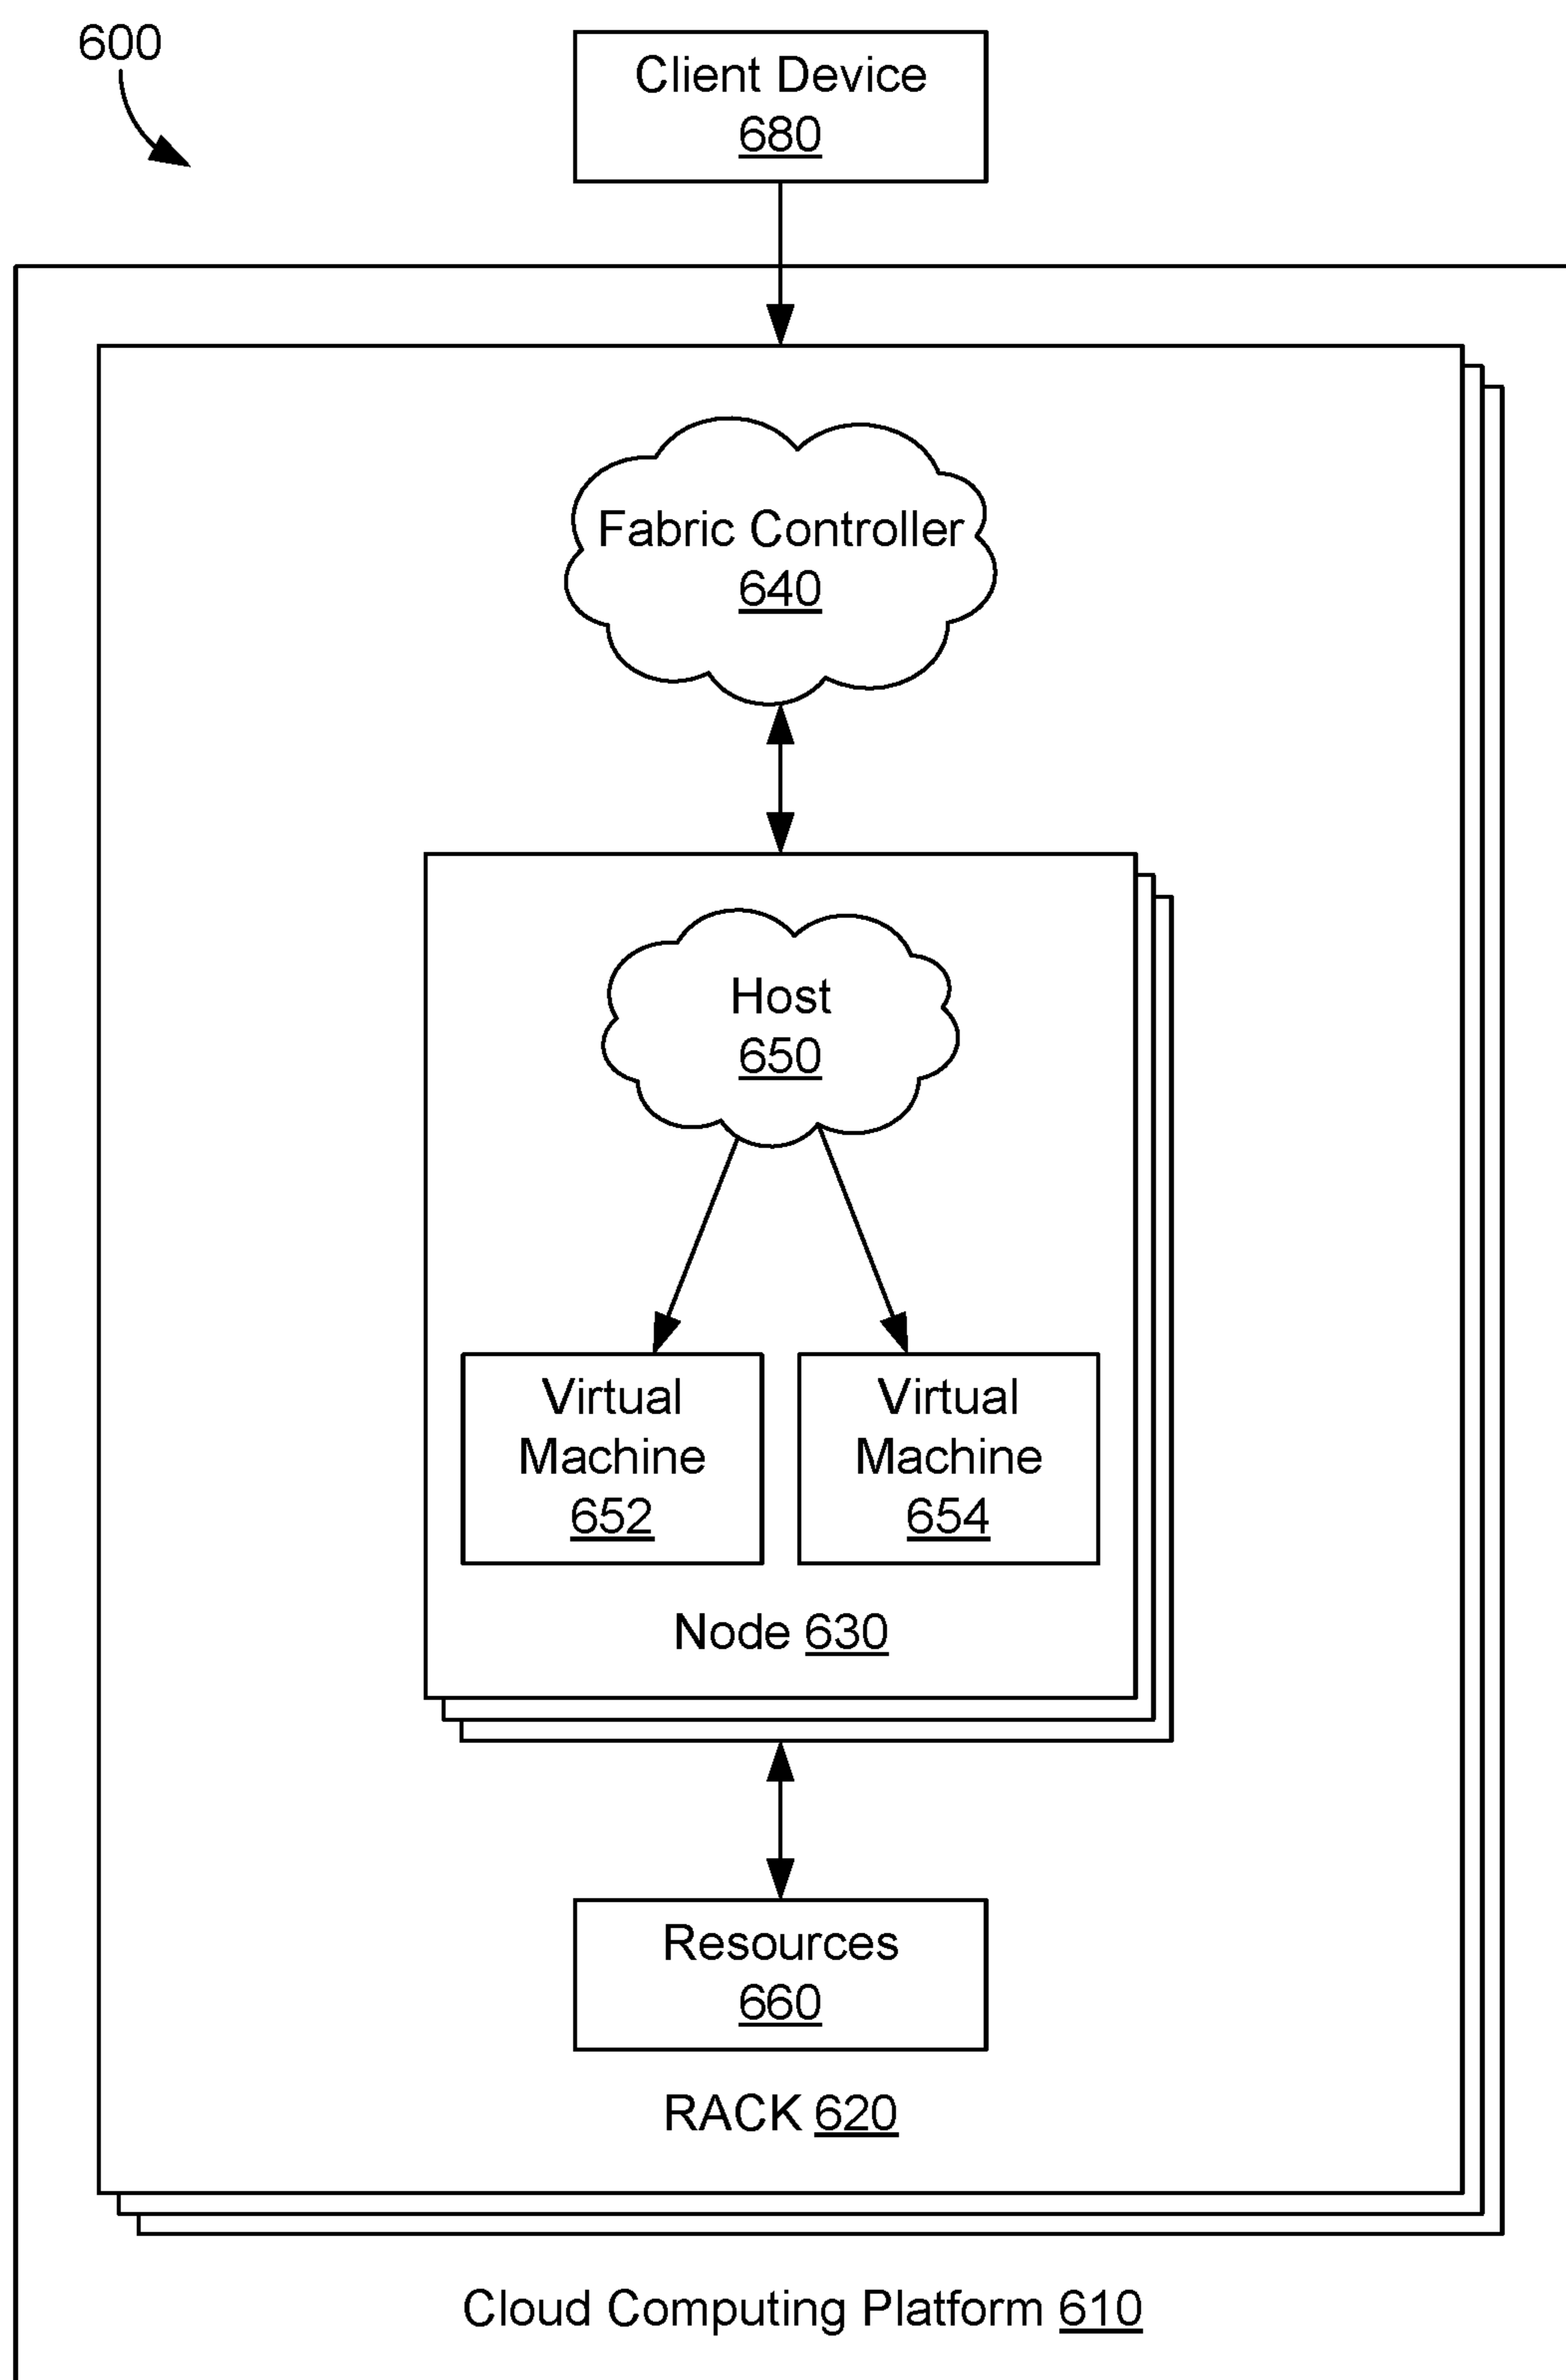 600
Client Device
680
Fabric Controller
640
Host
650
Virtual
Machine
652
Virtual
Machine
654
Node 630
Resources
660
RACK 620
Cloud Computing Platform 610